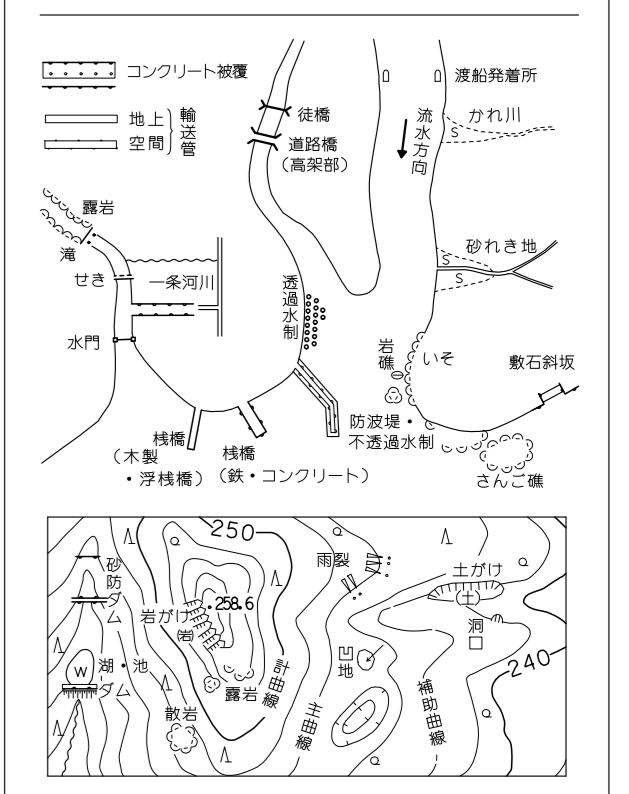 コンクリート被覆
地上
空間
輸送管
徒橋
道路橋
(高架部)
渡船発着所
流水方向
かれ川
S
露岩
滝
せき
一条河川
水門
透過水制
砂れき地
S
S
岩礁
いそ
敷石斜坂
防波堤・
不透過水制
さんご礁
桟橋
(木製
・浮桟橋)
桟橋
(鉄・コンクリート)
250
砂防ダム
岩がけ
(岩)
.258.6
雨裂
土がけ
(土)
洞
湖・池
W
ダム
露岩
散岩
計曲線
主曲線
凹地
補助曲線
240